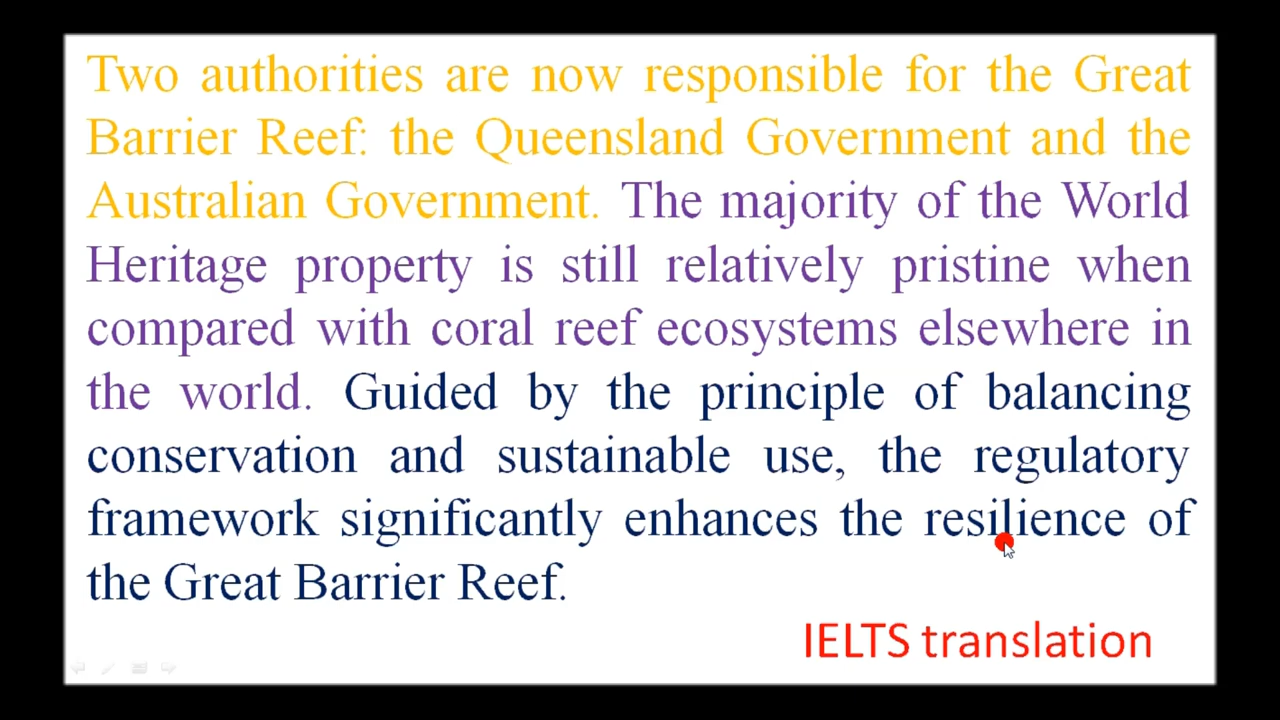 Two authorities are now responsible for the Great
Barrier Reef: the Queensland Government and the
Australian Government. The majority of the World
Heritage property is still relatively pristine when
compared with coral reef ecosystems elsewhere in
the world. Guided by the principle of balancing
conservation and sustainable use, the regulatory
framework significantly enhances the resilience of
the Great Barrier Reef.
IELTS translation